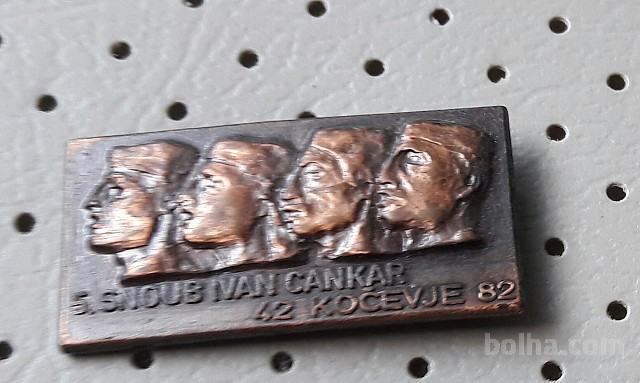 5. SNOUB IVAN CANKAR
42 KOČEVJE 82
bolha.com